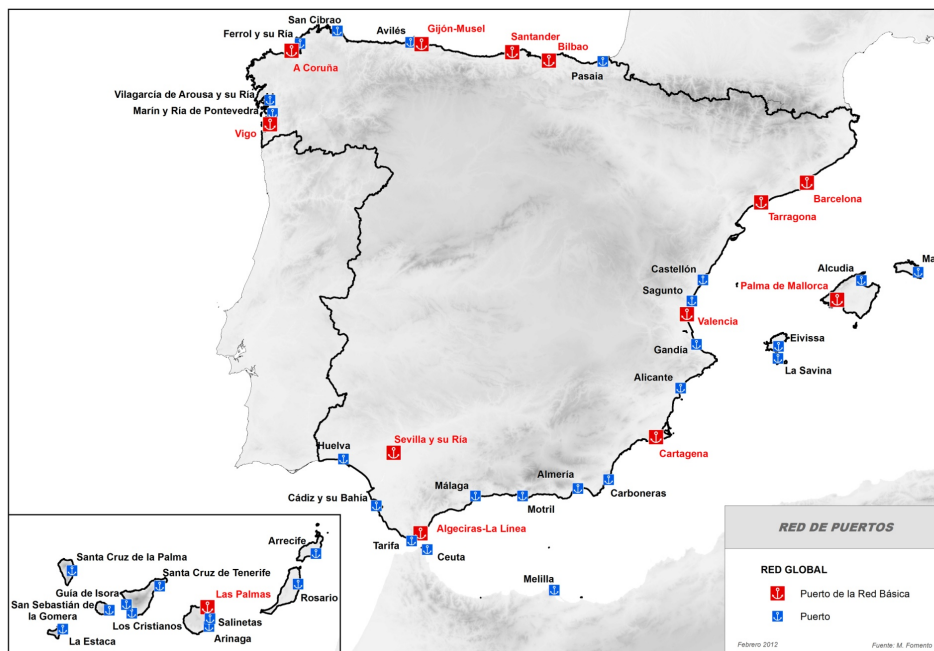 San Cibrao
Ferrol y su Ría
Avilés
Gijón-Musel
Santander
Bilbao
A Coruña
Pasaia
Vilagarcía de Arousa y su Ría
Marín y Ría de Pontevedra
Vigo
Barcelona
Tarragona
Ma
Castellón
Alcudia
Sagunto
Palma de Mallorca
Valencia
Eivissa
Gandía
La Savina
Alicante
Sevilla y su Ría
Huelva
Cartagena
Almería
Málaga
Carboneras
Cádiz y su Bahía
Motril
Algeciras-La Línea
Tarifa
Ceuta
Melilla
Arrecife
Santa Cruz de la Palma
Santa Cruz de Tenerife
Guía de Isora
Las Palmas
Rosario
San Sebastián de
la Gomera
Los Cristianos
Salinetas
Arinaga
La Estaca
RED DE PUERTOS
RED GLOBAL
Puerto de la Red Básica
Puerto
Febrero 2012
Fuente: M. Fomento